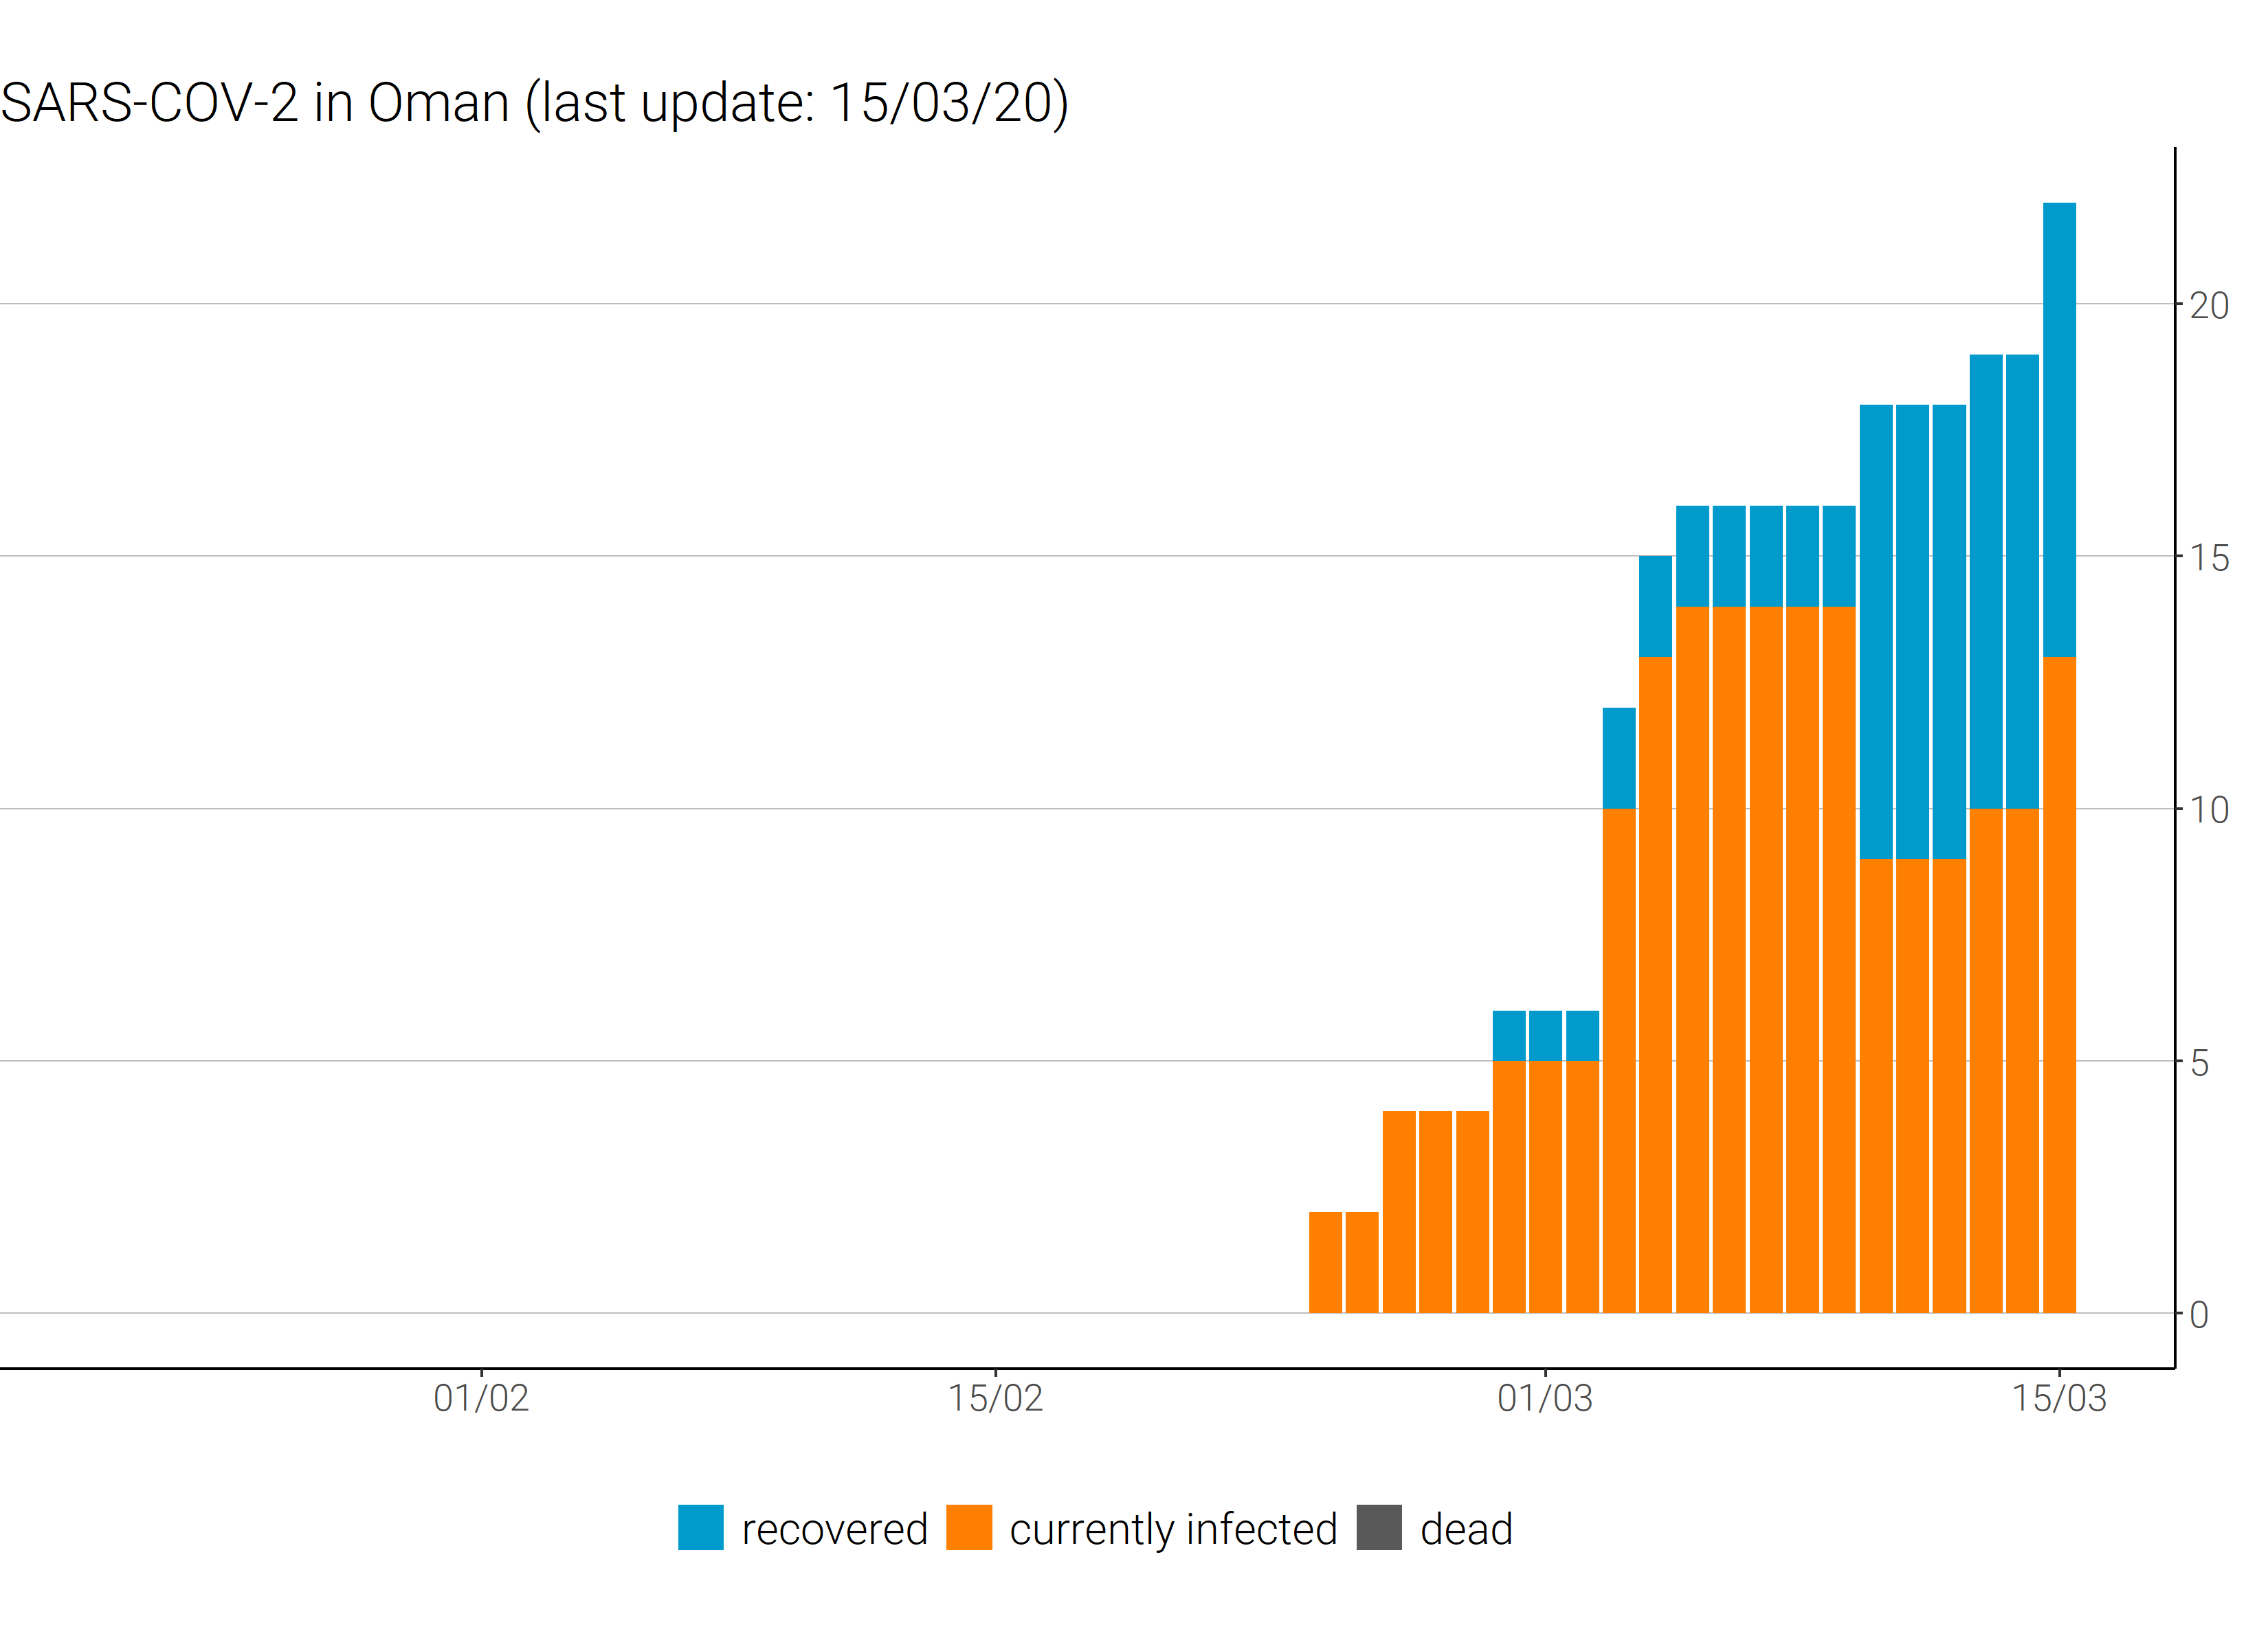 SARS-COV-2 in Oman (last update: 15/03/20)
20
15
10
5
0
01/02 15/02 01/03 15/03
recovered currently infected dead